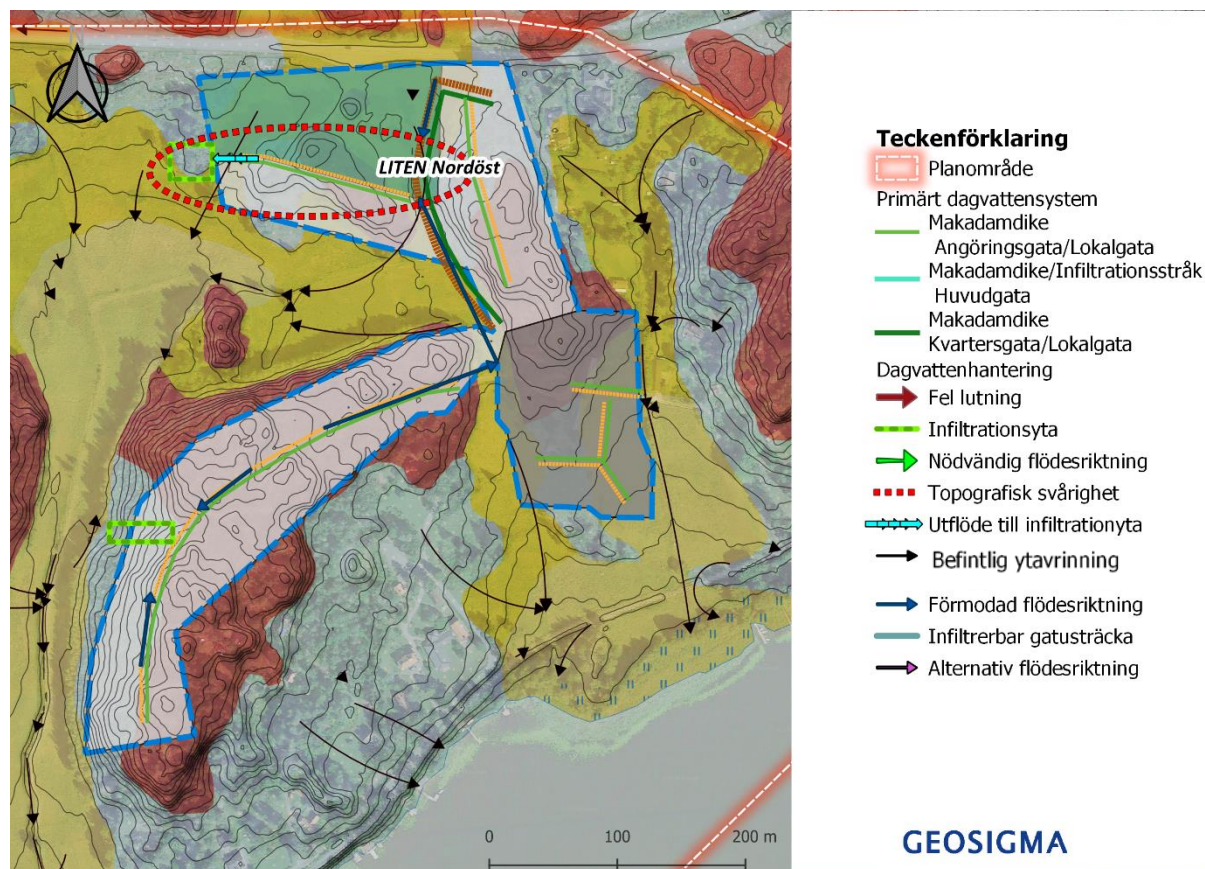 LITEN Nordöst
0 100 200 m
Teckenförklaring
Planområde
Primärt dagvattensystem
Makadamdike
Angöringsgata/Lokalgata
Makadamdike/Infiltrationsstråk
Huvudgata
Makadamdike
Kvartersgata/Lokalgata
Dagvattenhantering
Fel lutning
Infiltrationsyta
Nödvändig flödesriktning
Topografisk svårighet
Utflöde till infiltrationyta
Befintlig ytavrinning
Förmodad flödesriktning
Infiltrerbar gatusträcka
Alternativ flödesriktning
GEOSIGMA